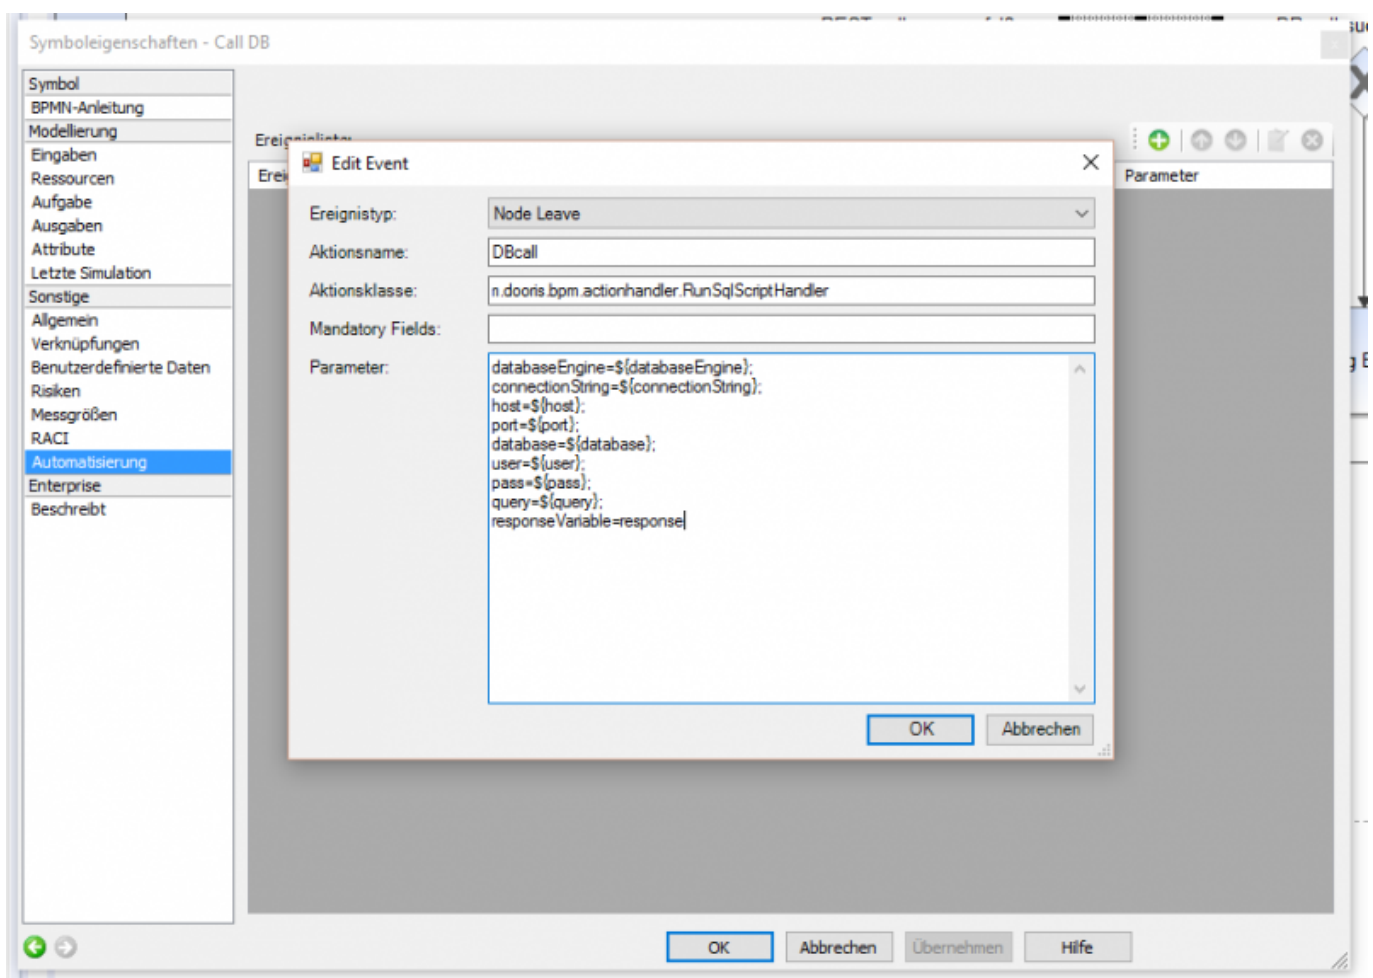 Symboleigenschaften - Call DB
Symbol
BPMN-Anleitung
Modellierung
Eingaben
Ressourcen
Aufgabe
Ausgaben
Attribute
Letzte Simulation
Sonstige
Allgemein
Verknüpfungen
Benutzerdefinierte Daten
Risiken
Messgrößen
RACI
Automatisierung
Enterprise
Beschreibt
Parameter
Edit Event
Ereignistyp: Node Leave
Aktionsname: DBcall
Aktionsklasse: n.dooris.bpm.actionhandler.RunSqlScriptHandler
Mandatory Fields:
Parameter: databaseEngine=${databaseEngine};
connectionString=${connectionString};
host=${host};
port=${port};
database=${database};
user=${user};
pass=${pass};
query=${query};
responseVariable=response
OK Abbrechen
OK Abbrechen Übernehmen Hilfe